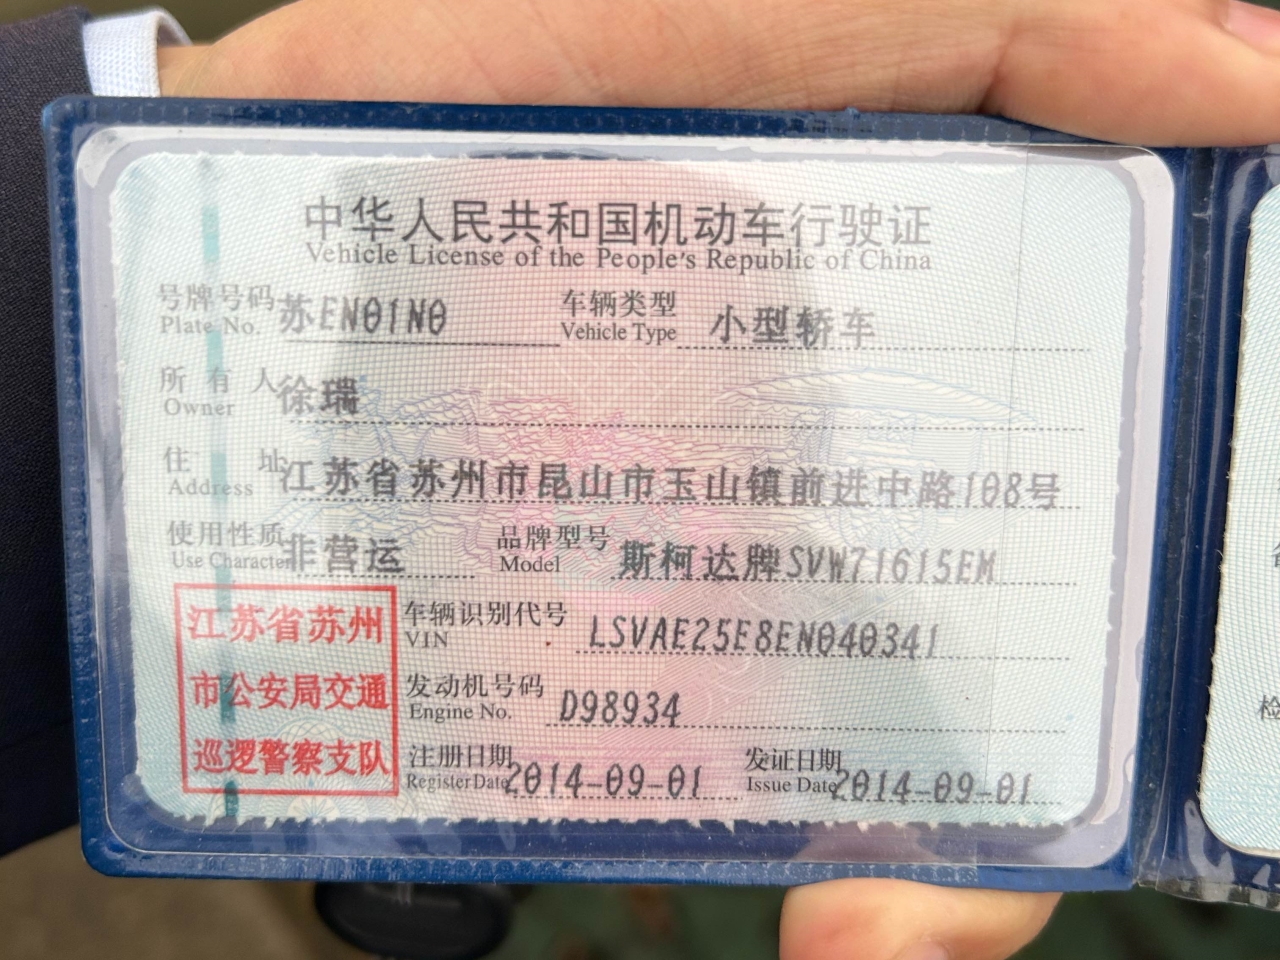 中华人民共和国机动车行驶证
Vehicle License of the People's Republic of China
号牌号码 苏EN01N0 车辆类型 小型轿车
Plate No. Vehicle Type
所有人 徐瑞
Owner
住址 江苏省苏州市昆山市玉山镇前进中路108号
Address
使用性质 非营运 品牌型号 斯柯达牌SVW71615EM
Use Character Model
江苏省苏州
市公安局交通
巡逻警察支队
车辆识别代号 LSVAE25E8EN040341
VIN
发动机号码 D98934
Engine No.
注册日期 2014-09-01 发证日期 2014-09-01
Register Date Issue Date
检